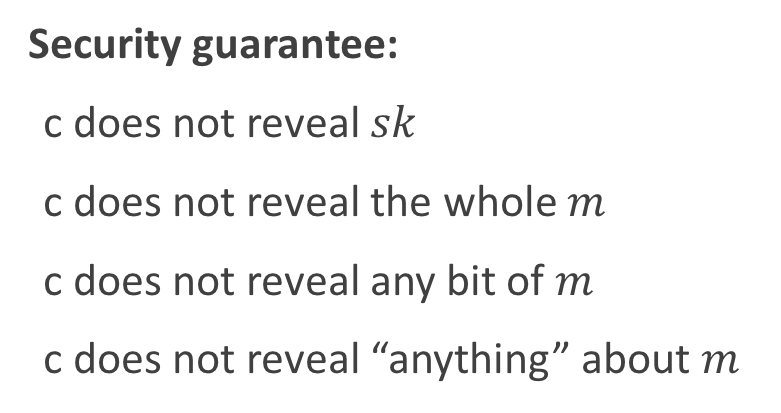 Security guarantee:
c does not reveal sk
c does not reveal the whole m
c does not reveal any bit of m
c does not reveal “anything” about m